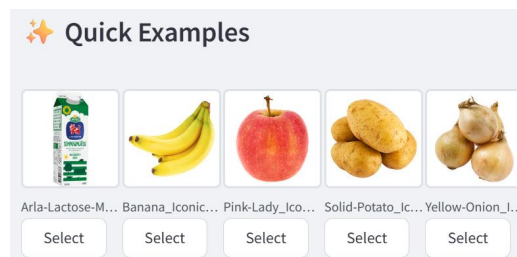 ✨ Quick Examples
Arla-Lactose-M... Banana_Iconic... Pink-Lady_Ico... Solid-Potato_Ic... Yellow-Onion_I...
Select Select Select Select Select